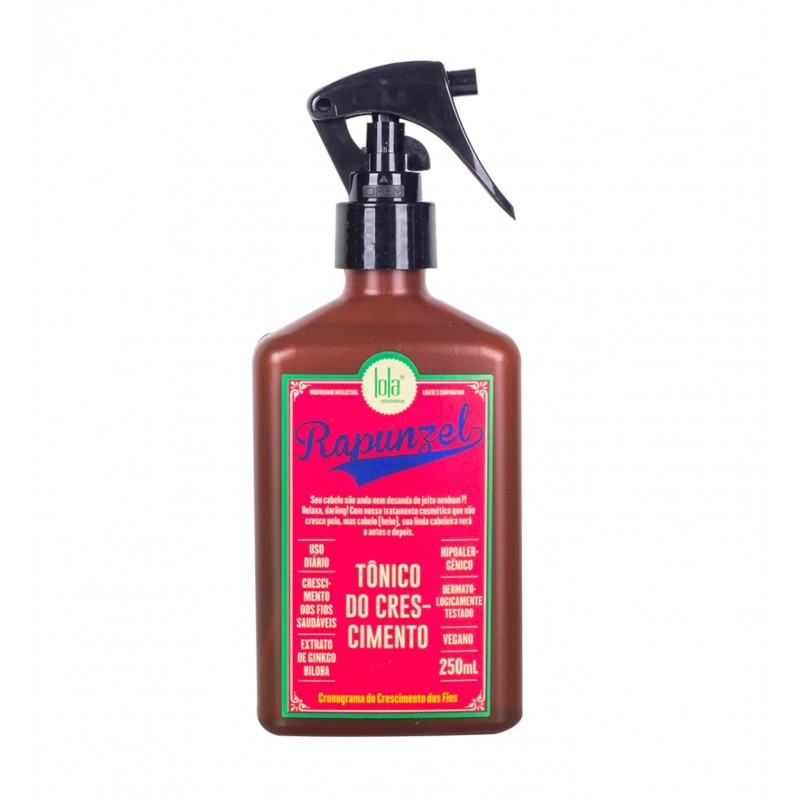 OPEN
lola®
cosmetics
PROPRIEDADE INTELECTUAL
LOLETE'S CORPORATION
Rapunzel
Seu cabelo não anda nem desanda de jeito nenhum?!
Relaxa, darling! Com nosso tratamento cosmético que não
cresce pelo, mas cabelo [hehe], sua linda cabeleira verá
o antes e depois.
USO
DIÁRIO
CRESCI-
MENTO
DOS FIOS
SAUDÁVEIS
EXTRATO
DE GINKGO
BILOBA
TÔNICO
DO CRES-
CIMENTO
HIPOALER-
GÊNICO
DERMATO-
LOGICAMENTE
TESTADO
VEGANO
250mL
Cronograma do Crescimento dos Fios